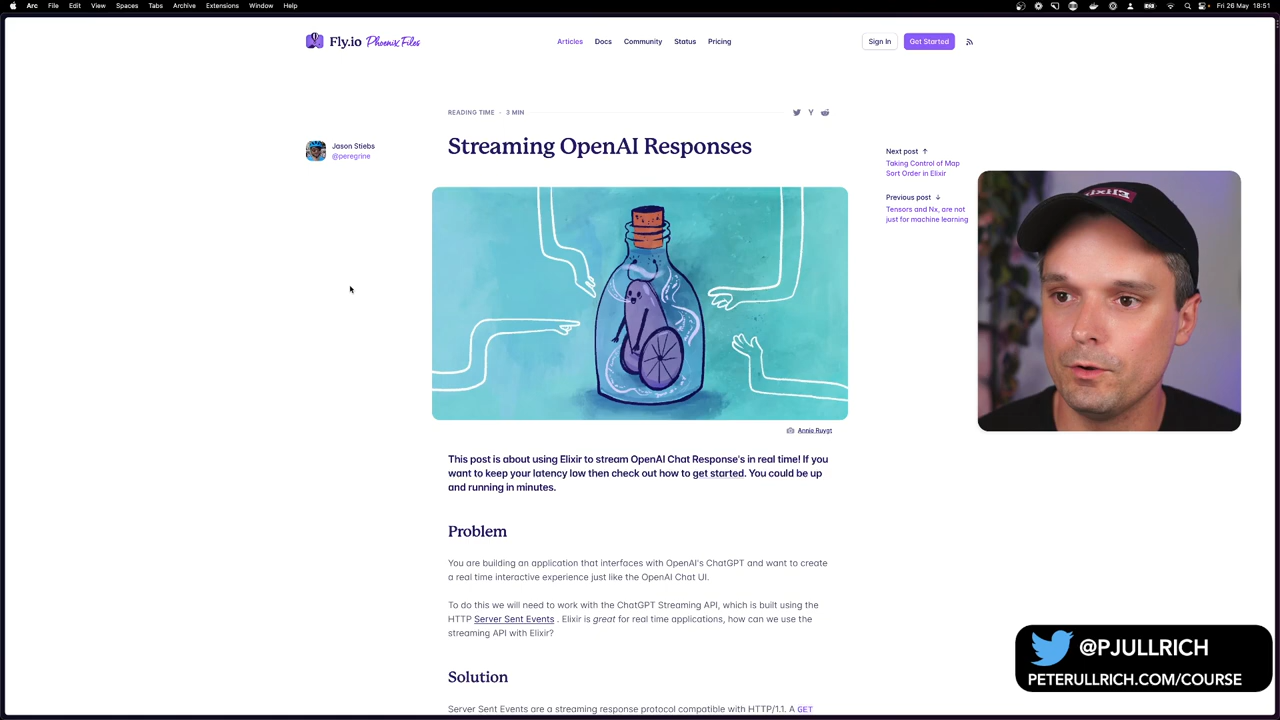 Arc File Edit View Spaces Tabs Archive Extensions Window Help
Fri 26 May 18:51
Fly.io Phoenix Files
Articles Docs Community Status Pricing
Sign In Get Started
READING TIME · 3 MIN
Jason Stiebs
@peregrine
Streaming OpenAI Responses
Next post ↑
Taking Control of Map
Sort Order in Elixir
Previous post ↓
Tensors and Nx, are not
just for machine learning
elixir
Annie Ruygt
This post is about using Elixir to stream OpenAI Chat Response's in real time! If you
want to keep your latency low then check out how to get started. You could be up
and running in minutes.
Problem
You are building an application that interfaces with OpenAI's ChatGPT and want to create
a real time interactive experience just like the OpenAI Chat UI.
To do this we will need to work with the ChatGPT Streaming API, which is built using the
HTTP Server Sent Events . Elixir is great for real time applications, how can we use the
streaming API with Elixir?
Solution
Server Sent Events are a streaming response protocol compatible with HTTP/1.1. A GET
@PJULLRICH
PETERULLRICH.COM/COURSE